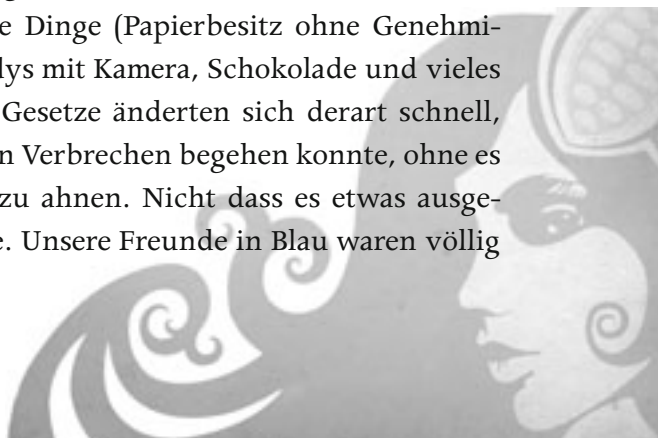 e Dinge (Papierbesitz ohne Genehmi-
lys mit Kamera, Schokolade und vieles
Gesetze änderten sich derart schnell,
n Verbrechen begehen konnte, ohne es
zu ahnen. Nicht dass es etwas ausge-
e. Unsere Freunde in Blau waren völlig